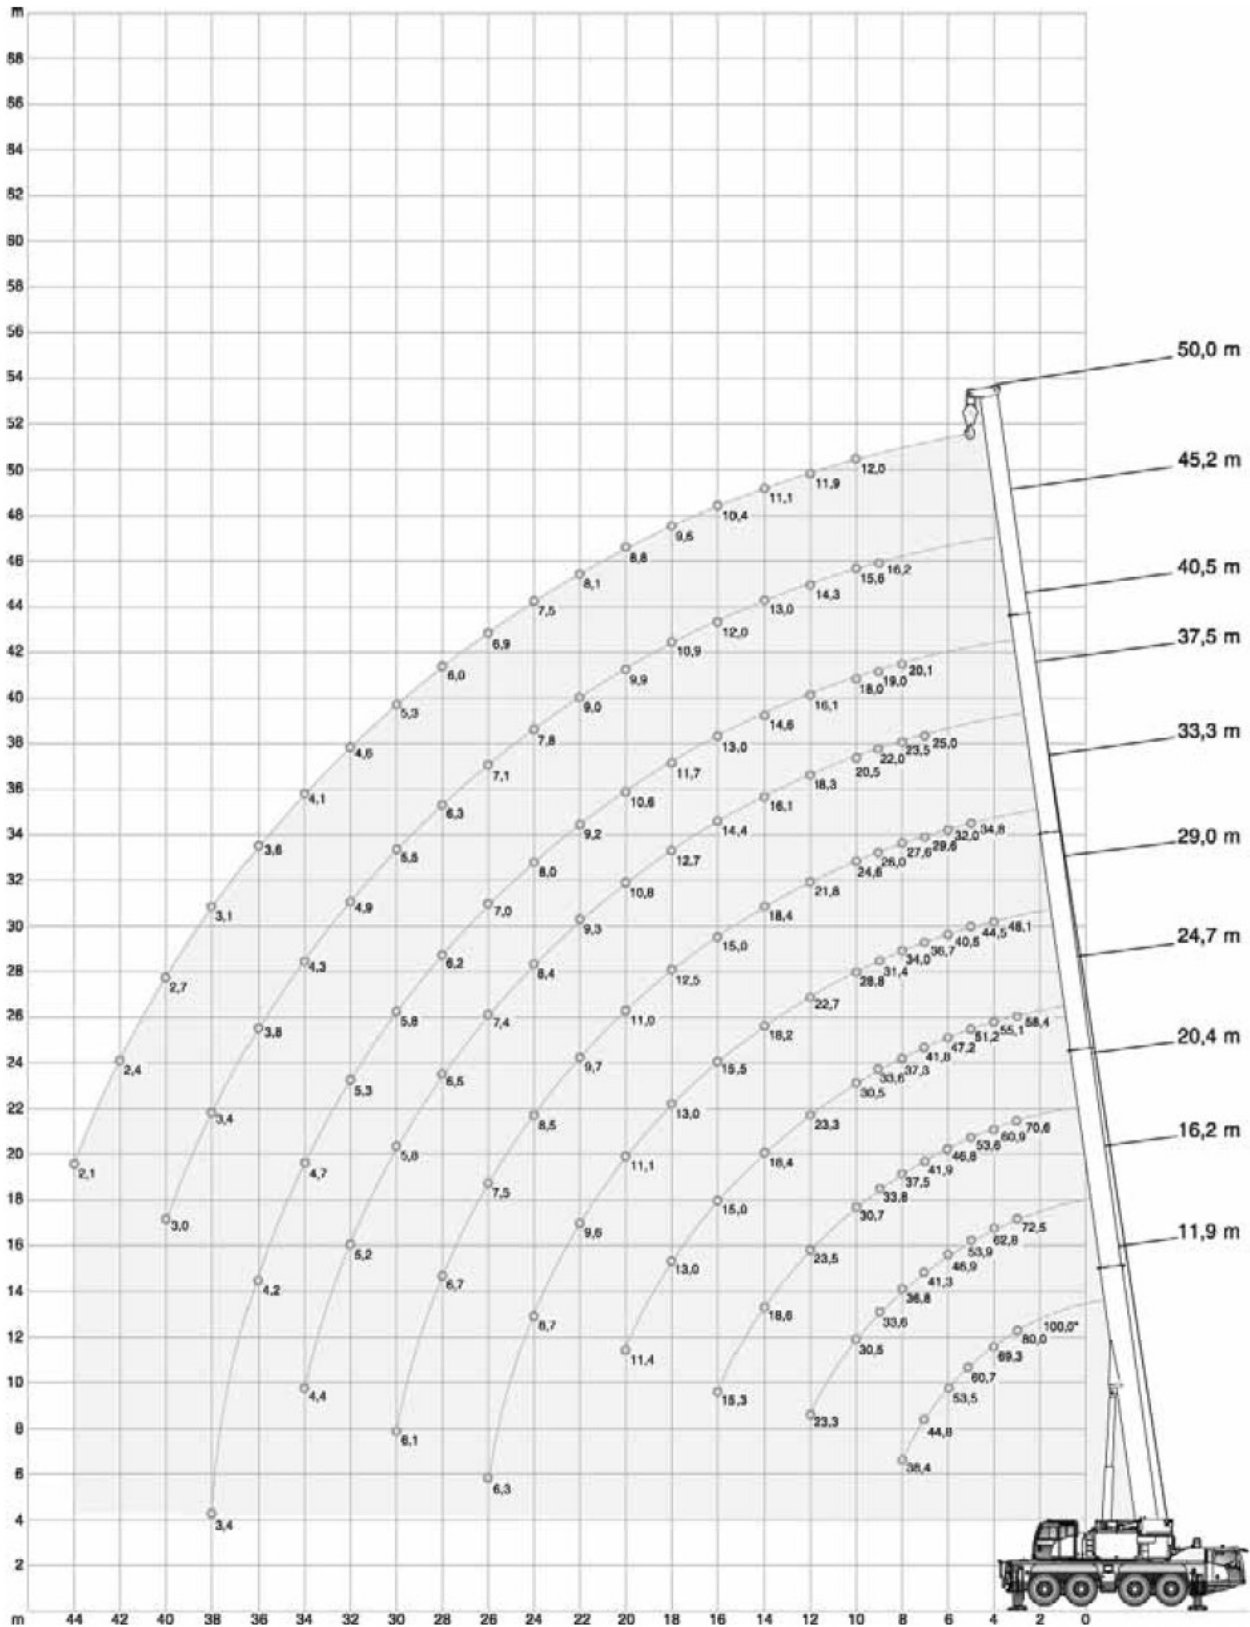 m
68
66
64
62
60
58
56
54
52
50
48
46
44
42
40
38
36
34
32
30
28
26
24
22
20
18
16
14
12
10
8
6
4
2
50,0 m
45,2 m
40,5 m
37,5 m
33,3 m
29,0 m
24,7 m
20,4 m
16,2 m
11,9 m
2,1 2,4 2,7 3,1 3,6 4,1 4,6 5,3 6,0 6,9 7,5 8,1 8,8 9,6 10,4 11,1 11,9 12,0
3,0 3,4 3,8 4,3 4,9 5,5 6,3 7,1 7,8 9,0 9,9 10,9 12,0 13,0 14,3 15,6 16,2
3,4 4,2 4,7 5,3 5,8 6,2 7,0 8,0 9,2 10,6 11,7 13,0 14,6 16,1 18,0 19,0 20,1
4,4 5,2 5,8 6,5 7,4 8,4 9,3 10,8 12,7 14,4 16,1 18,3 20,5 22,0 23,5 25,0
6,1 6,7 7,5 8,5 9,7 11,0 12,5 15,0 18,4 21,8 24,6 26,0 27,6 29,6 32,0 34,8
6,3 8,7 9,6 11,1 13,0 15,5 18,2 22,7 28,8 31,4 34,0 36,7 40,6 44,5 48,1
11,4 13,0 15,0 18,4 23,3 30,5 33,6 37,3 41,8 47,2 51,2 55,1 58,4
15,3 18,6 23,5 30,7 33,8 37,5 41,9 46,8 53,6 60,9 70,6
23,3 30,5 33,6 36,8 41,3 46,9 53,9 62,8 72,5
38,4 44,8 53,5 60,7 69,3 80,0 100,0*
m 44 42 40 38 36 34 32 30 28 26 24 22 20 18 16 14 12 10 8 6 4 2 0